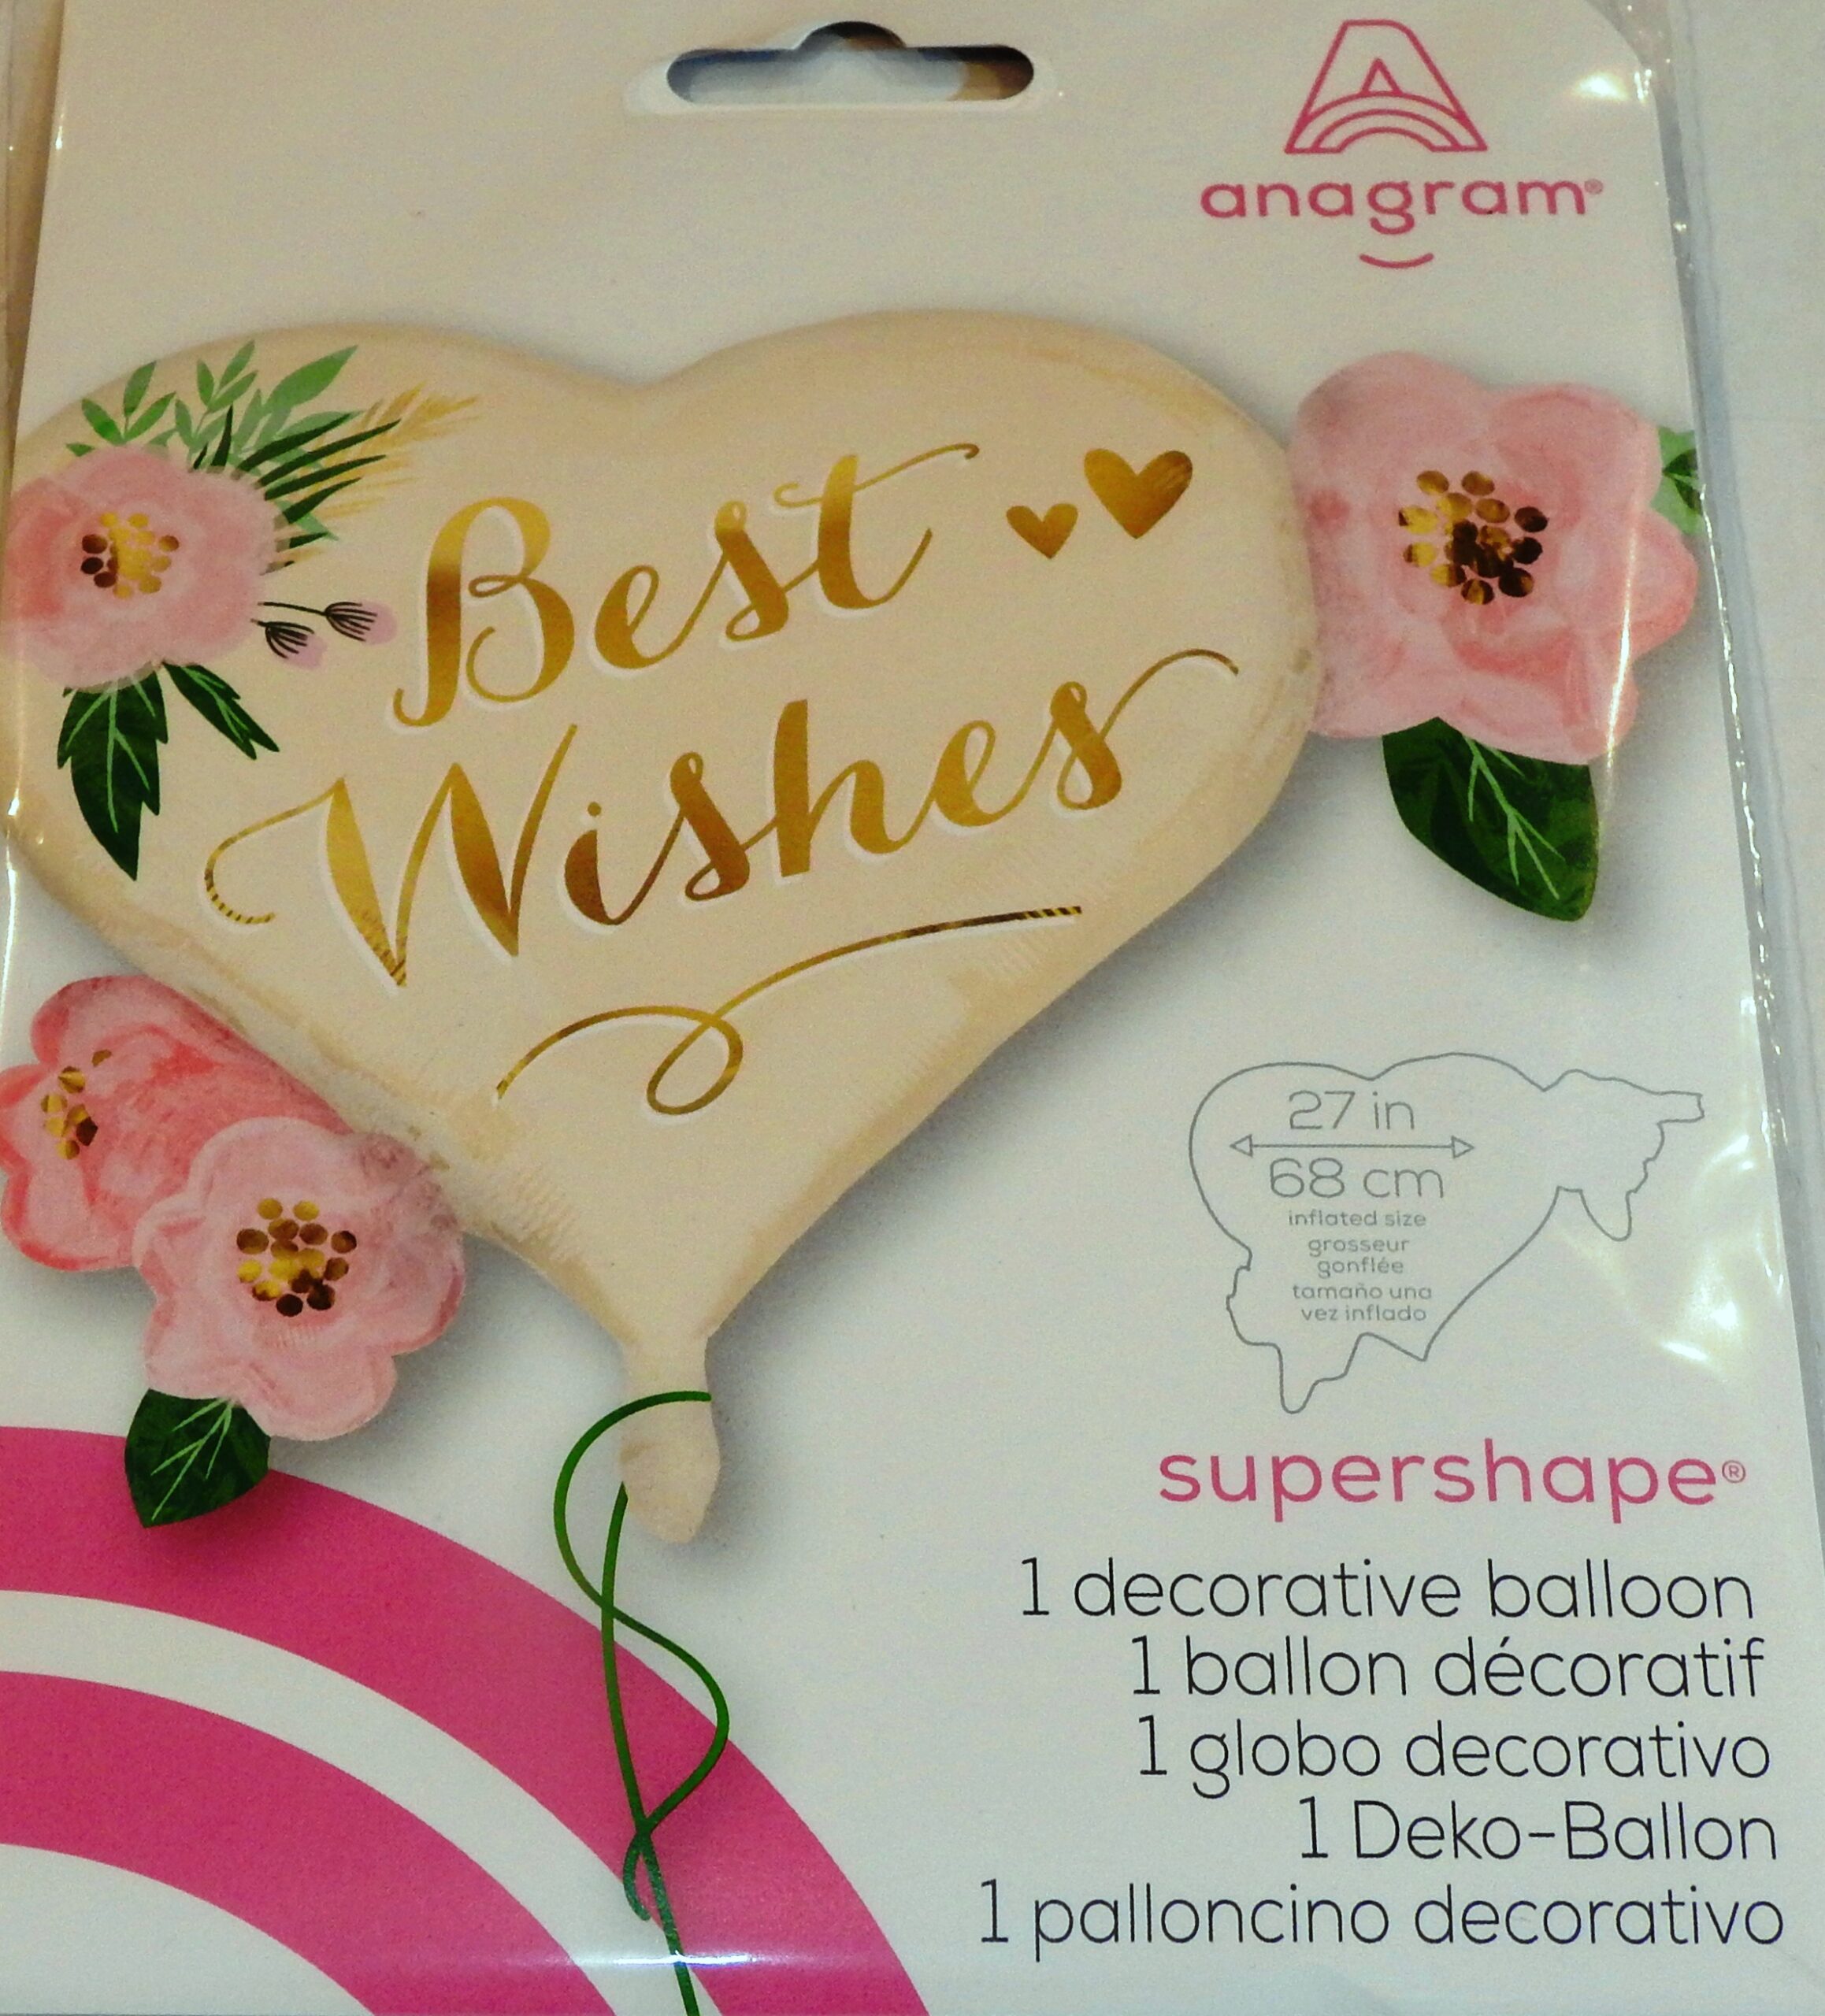 anagram®
Best
Wishes
27 in
68 cm
inflated size
grosseur
gonflée
tamaño una
vez inflado
supershape®
1 decorative balloon
1 ballon décoratif
1 globo decorativo
1 Deko-Ballon
1 palloncino decorativo